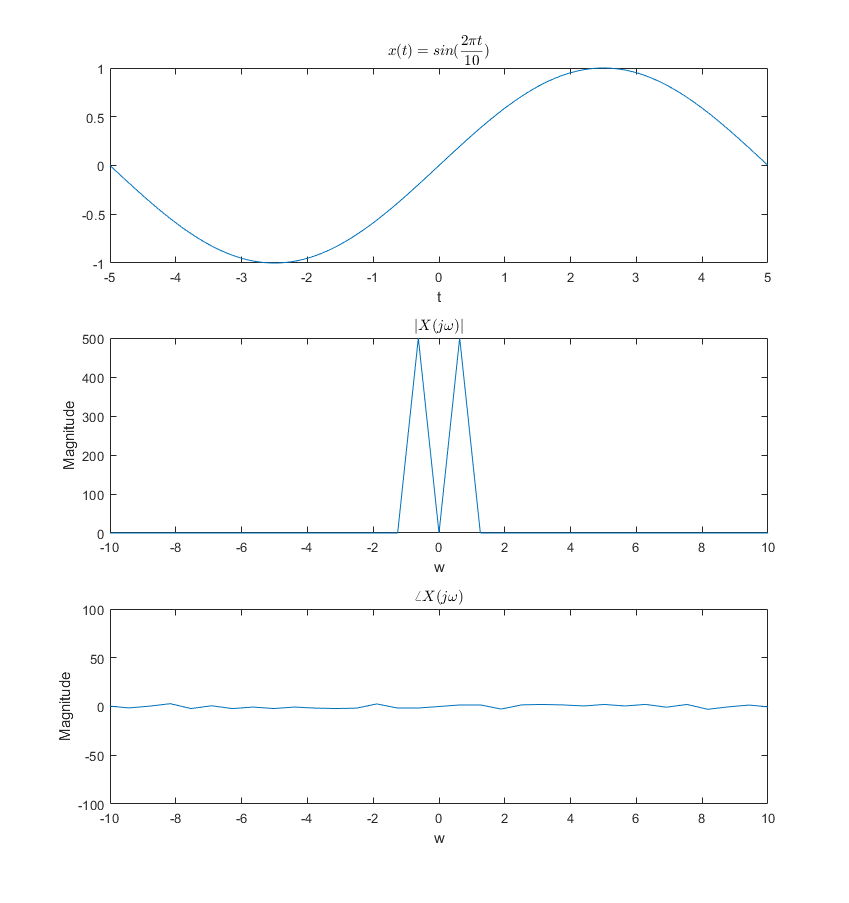 x(t) = sin(2πt/10)
1
0.5
0
-0.5
-1
-5 -4 -3 -2 -1 0 1 2 3 4 5
t
|X(jω)|
500
400
300
200
100
0
Magnitude
-10 -8 -6 -4 -2 0 2 4 6 8 10
w
∠X(jω)
100
50
0
-50
-100
Magnitude
-10 -8 -6 -4 -2 0 2 4 6 8 10
w